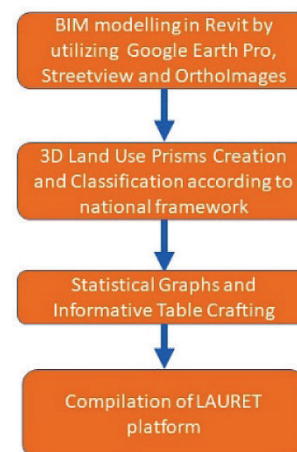 BIM modelling in Revit by
utilizing Google Earth Pro,
Streetview and OrthoImages
3D Land Use Prisms Creation
and Classification according to
national framework
Statistical Graphs and
Informative Table Crafting
Compilation of LAURET
platform